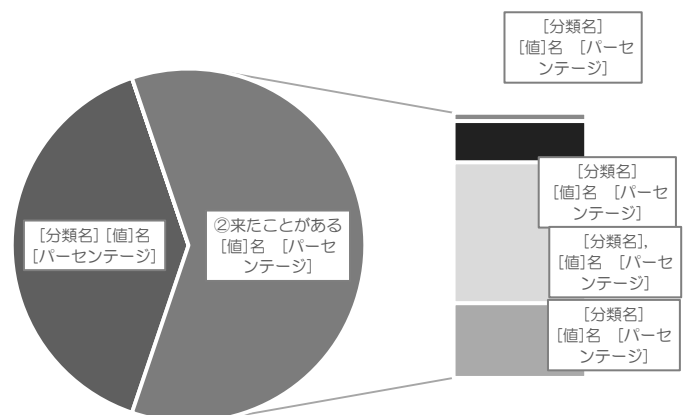 [分類名]
[値]名　[パーセ
ンテージ]
[分類名] [値]名
[パーセンテージ]
②来たことがある
[値]名　[パーセ
ンテージ]
[分類名]
[値]名　[パーセ
ンテージ]
[分類名],
[値]名　[パーセ
ンテージ]
[分類名]
[値]名　[パーセ
ンテージ]